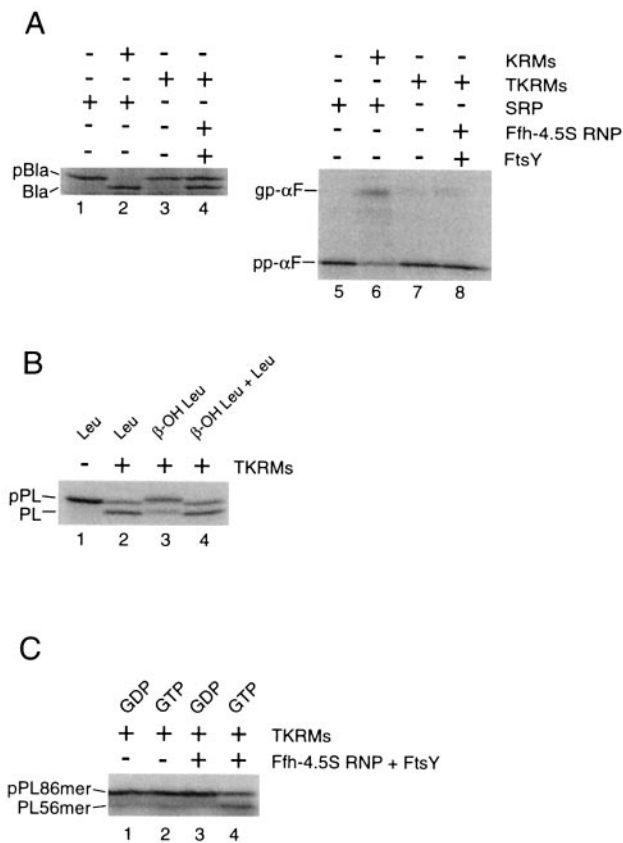 A
- + - - KRMs
- - + + TKRMs
+ + - - SRP
- - - + Ffh-4.5S RNP
- - - + FtsY
pBla
Bla
1 2 3 4
- + - -
- - + +
+ + - -
- - - +
- - - +
gp-αF
pp-αF
5 6 7 8
B
Leu Leu β-OH Leu β-OH Leu + Leu
- + + + TKRMs
pPL
PL
1 2 3 4
C
GDP GTP GDP GTP
+ + + + TKRMs
- - + + Ffh-4.5S RNP + FtsY
pPL86mer
PL56mer
1 2 3 4